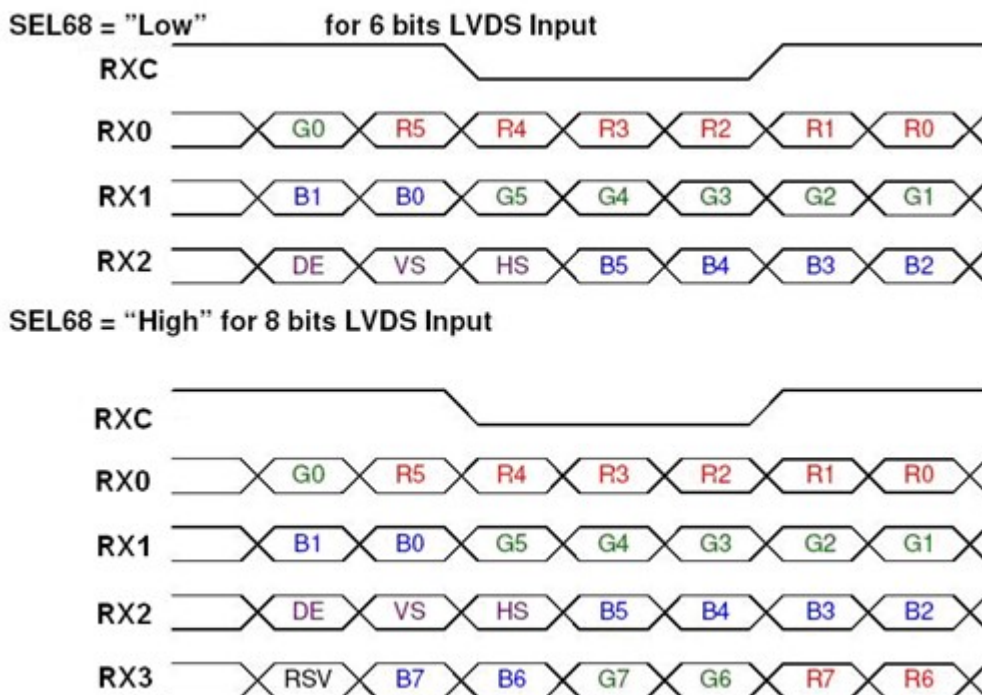 SEL68 = "Low" for 6 bits LVDS Input
RXC
RX0 G0 R5 R4 R3 R2 R1 R0
RX1 B1 B0 G5 G4 G3 G2 G1
RX2 DE VS HS B5 B4 B3 B2
SEL68 = "High" for 8 bits LVDS Input
RXC
RX0 G0 R5 R4 R3 R2 R1 R0
RX1 B1 B0 G5 G4 G3 G2 G1
RX2 DE VS HS B5 B4 B3 B2
RX3 RSV B7 B6 G7 G6 R7 R6